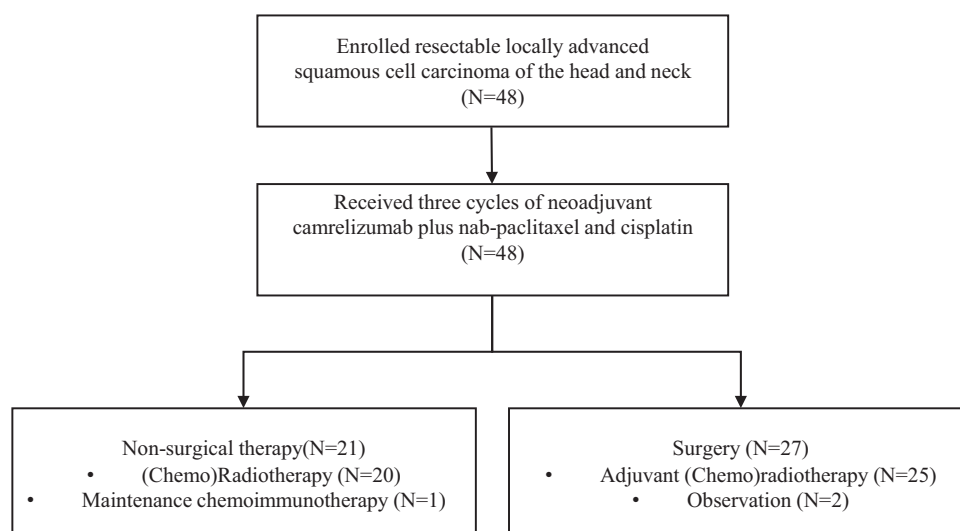 Enrolled resectable locally advanced
squamous cell carcinoma of the head and neck
(N=48)
Received three cycles of neoadjuvant
camrelizumab plus nab-paclitaxel and cisplatin
(N=48)
Non-surgical therapy(N=21)
• (Chemo)Radiotherapy (N=20)
• Maintenance chemoimmunotherapy (N=1)
Surgery (N=27)
• Adjuvant (Chemo)radiotherapy (N=25)
• Observation (N=2)